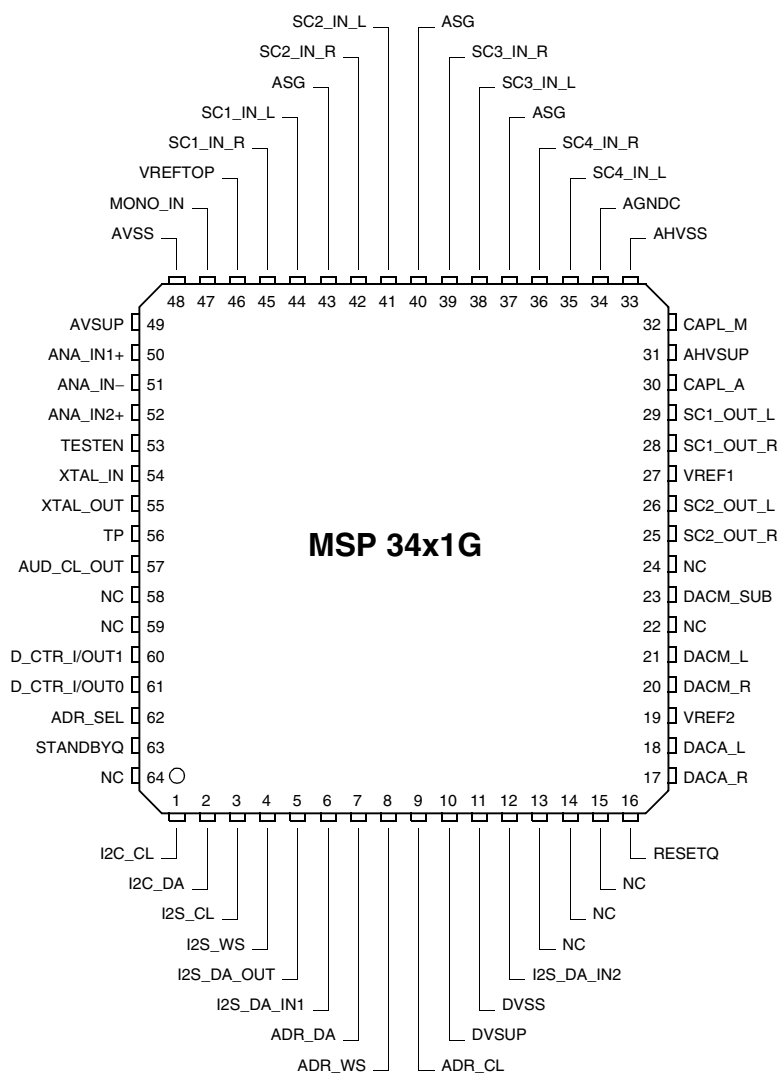 SC2_IN_L ASG
SC2_IN_R SC3_IN_R
ASG SC3_IN_L
SC1_IN_L ASG
SC1_IN_R SC4_IN_R
VREFTOP SC4_IN_L
MONO_IN AGNDC
AVSS AHVSS
48 47 46 45 44 43 42 41 40 39 38 37 36 35 34 33
AVSUP 49 32 CAPL_M
ANA_IN1+ 50 31 AHVSUP
ANA_IN− 51 30 CAPL_A
ANA_IN2+ 52 29 SC1_OUT_L
TESTEN 53 28 SC1_OUT_R
XTAL_IN 54 27 VREF1
XTAL_OUT 55 26 SC2_OUT_L
TP 56 25 SC2_OUT_R
MSP 34x1G
AUD_CL_OUT 57 24 NC
NC 58 23 DACM_SUB
NC 59 22 NC
D_CTR_I/OUT1 60 21 DACM_L
D_CTR_I/OUT0 61 20 DACM_R
ADR_SEL 62 19 VREF2
STANDBYQ 63 18 DACA_L
NC 64 17 DACA_R
1 2 3 4 5 6 7 8 9 10 11 12 13 14 15 16
I2C_CL RESETQ
I2C_DA NC
I2S_CL NC
I2S_WS NC
I2S_DA_OUT I2S_DA_IN2
I2S_DA_IN1 DVSS
ADR_DA DVSUP
ADR_WS ADR_CL